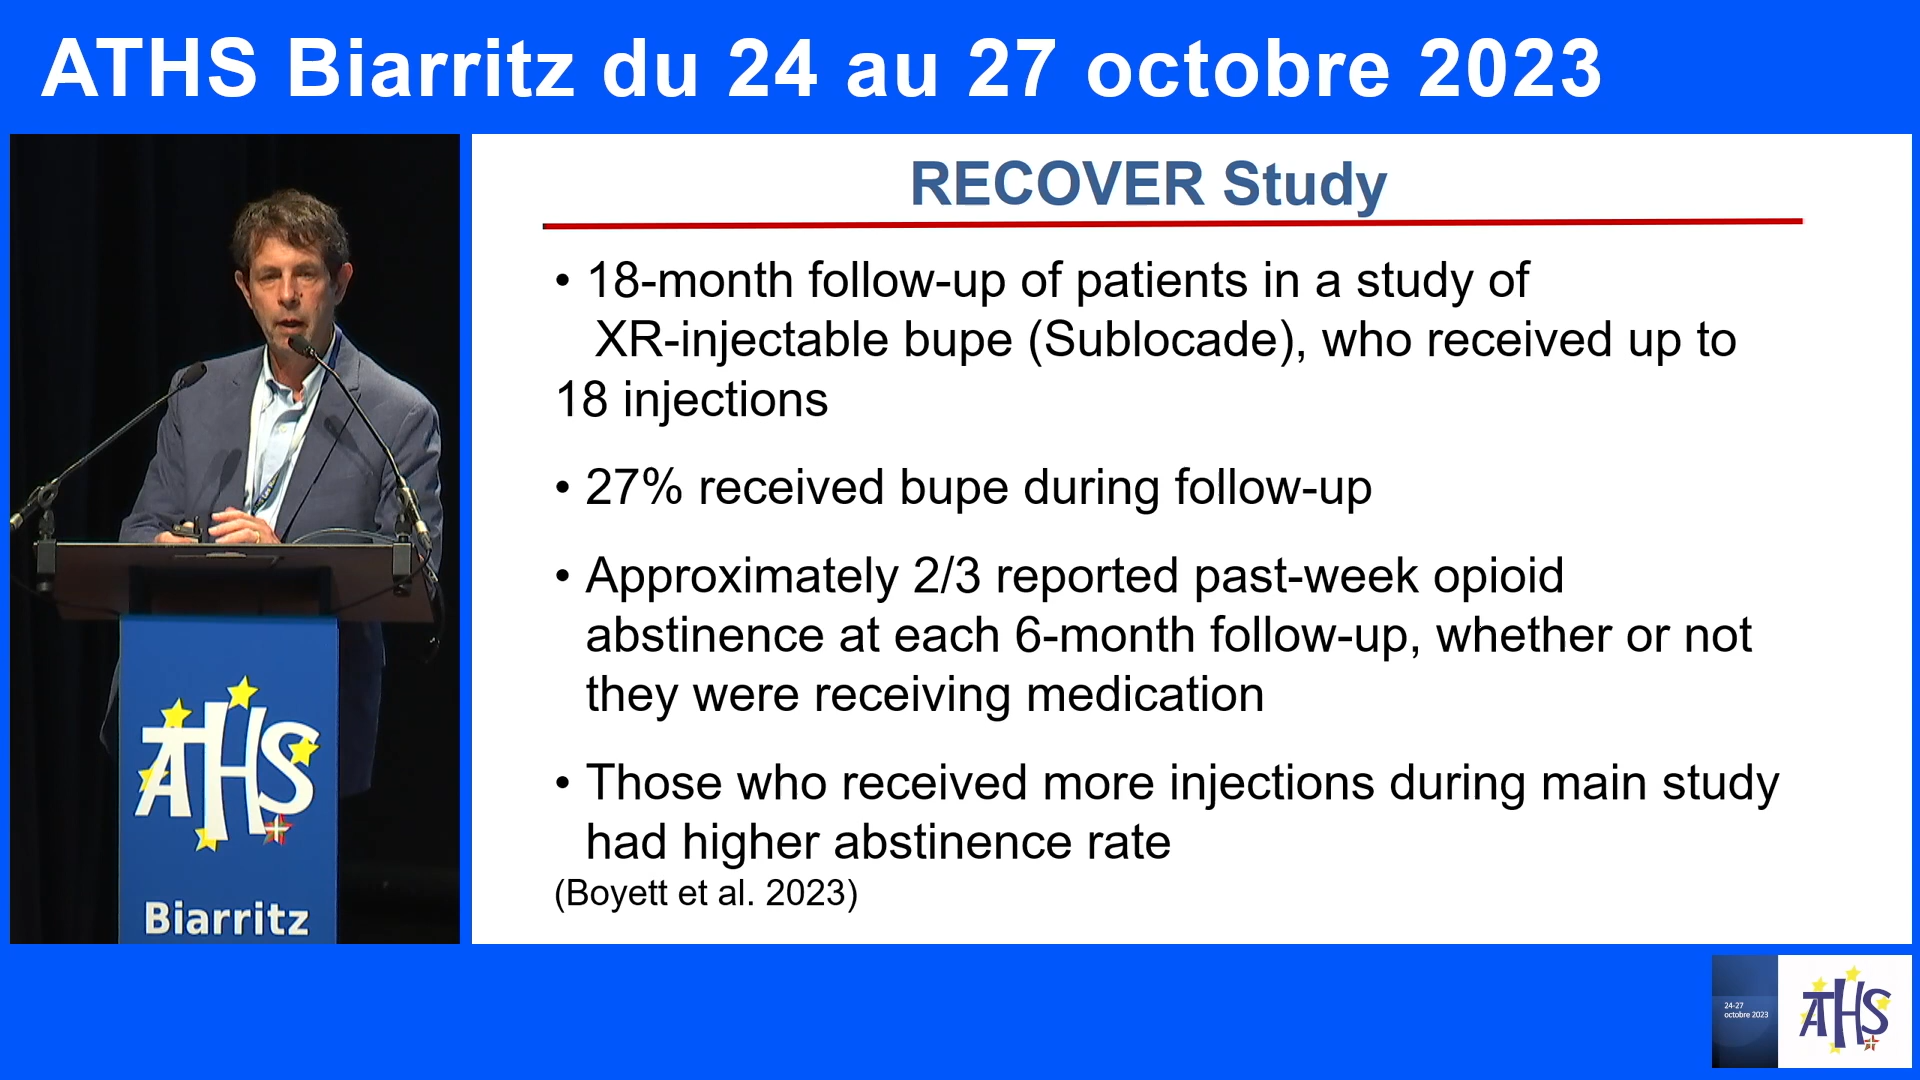 ATHS Biarritz du 24 au 27 octobre 2023
RECOVER Study
• 18-month follow-up of patients in a study of
XR-injectable bupe (Sublocade), who received up to
18 injections
• 27% received bupe during follow-up
• Approximately 2/3 reported past-week opioid
abstinence at each 6-month follow-up, whether or not
they were receiving medication
• Those who received more injections during main study
had higher abstinence rate
(Boyett et al. 2023)
ATHS
Biarritz
24-27
octobre 2023
ATHS